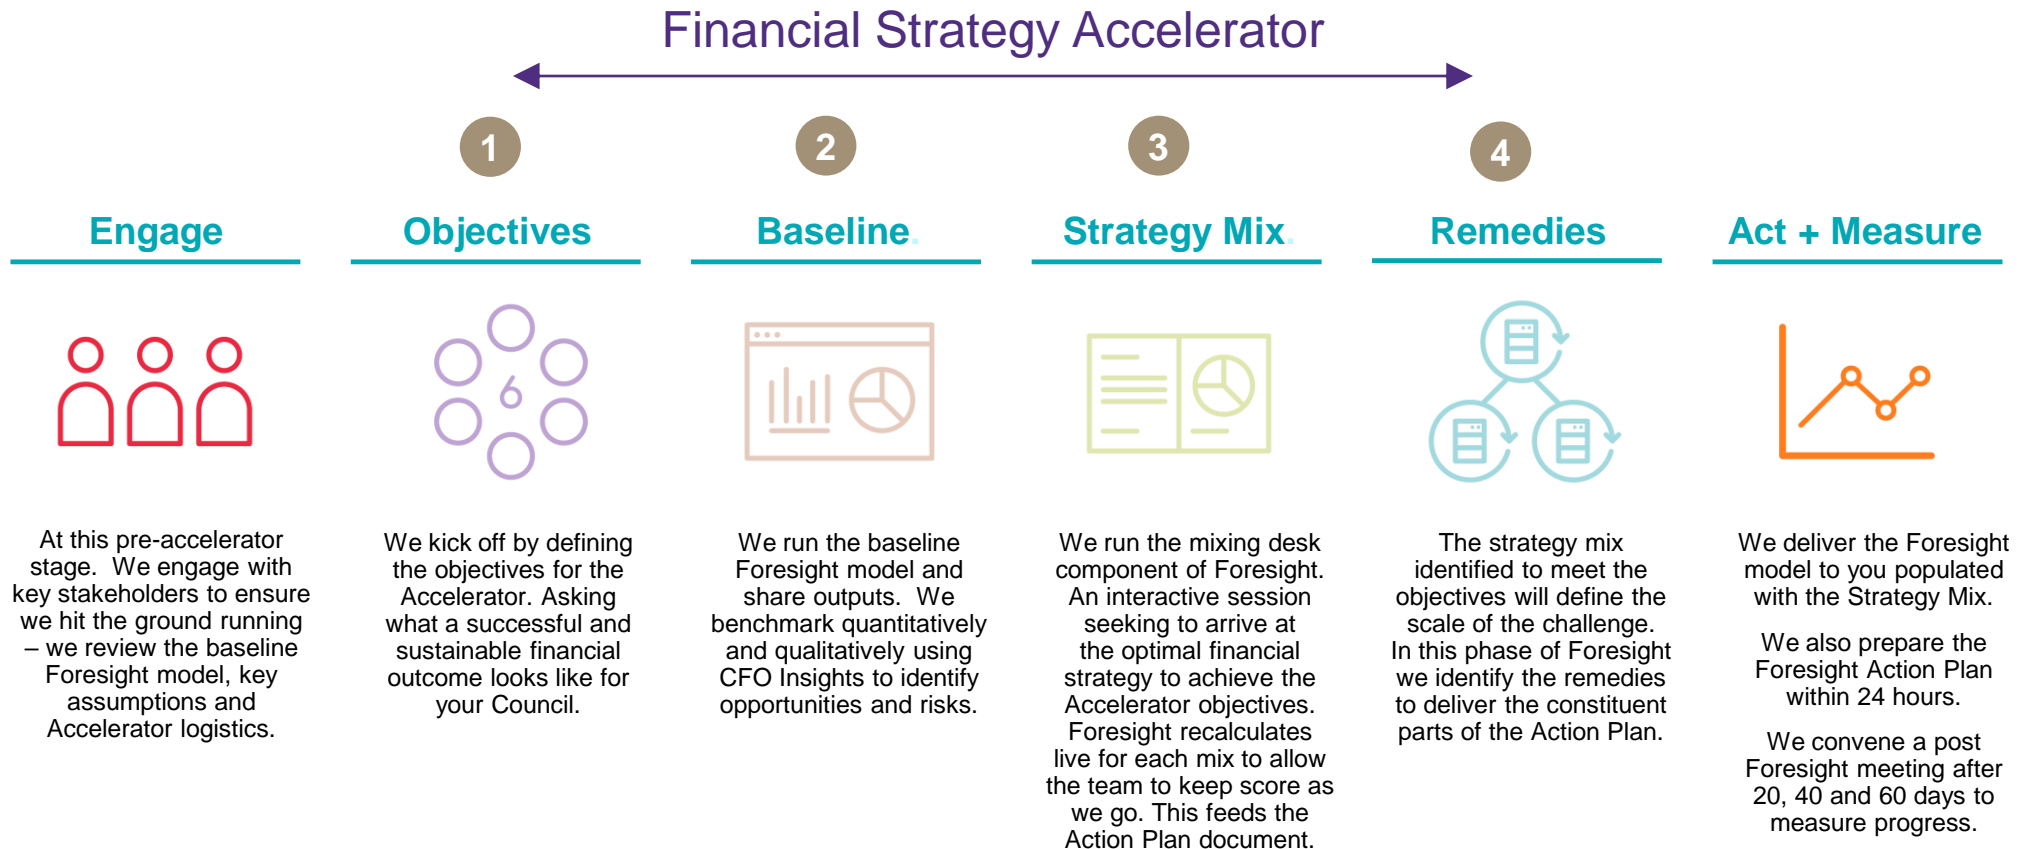 Financial Strategy Accelerator
1
2
3
4
Engage
Objectives
Baseline.
Strategy Mix.
Remedies
Act + Measure
6
At this pre-accelerator
stage. We engage with
key stakeholders to ensure
we hit the ground running
– we review the baseline
Foresight model, key
assumptions and
Accelerator logistics.
We kick off by defining
the objectives for the
Accelerator. Asking
what a successful and
sustainable financial
outcome looks like for
your Council.
We run the baseline
Foresight model and
share outputs. We
benchmark quantitatively
and qualitatively using
CFO Insights to identify
opportunities and risks.
We run the mixing desk
component of Foresight.
An interactive session
seeking to arrive at
the optimal financial
strategy to achieve the
Accelerator objectives.
Foresight recalculates
live for each mix to allow
the team to keep score as
we go. This feeds the
Action Plan document.
The strategy mix
identified to meet the
objectives will define the
scale of the challenge.
In this phase of Foresight
we identify the remedies
to deliver the constituent
parts of the Action Plan.
We deliver the Foresight
model to you populated
with the Strategy Mix.
We also prepare the
Foresight Action Plan
within 24 hours.
We convene a post
Foresight meeting after
20, 40 and 60 days to
measure progress.